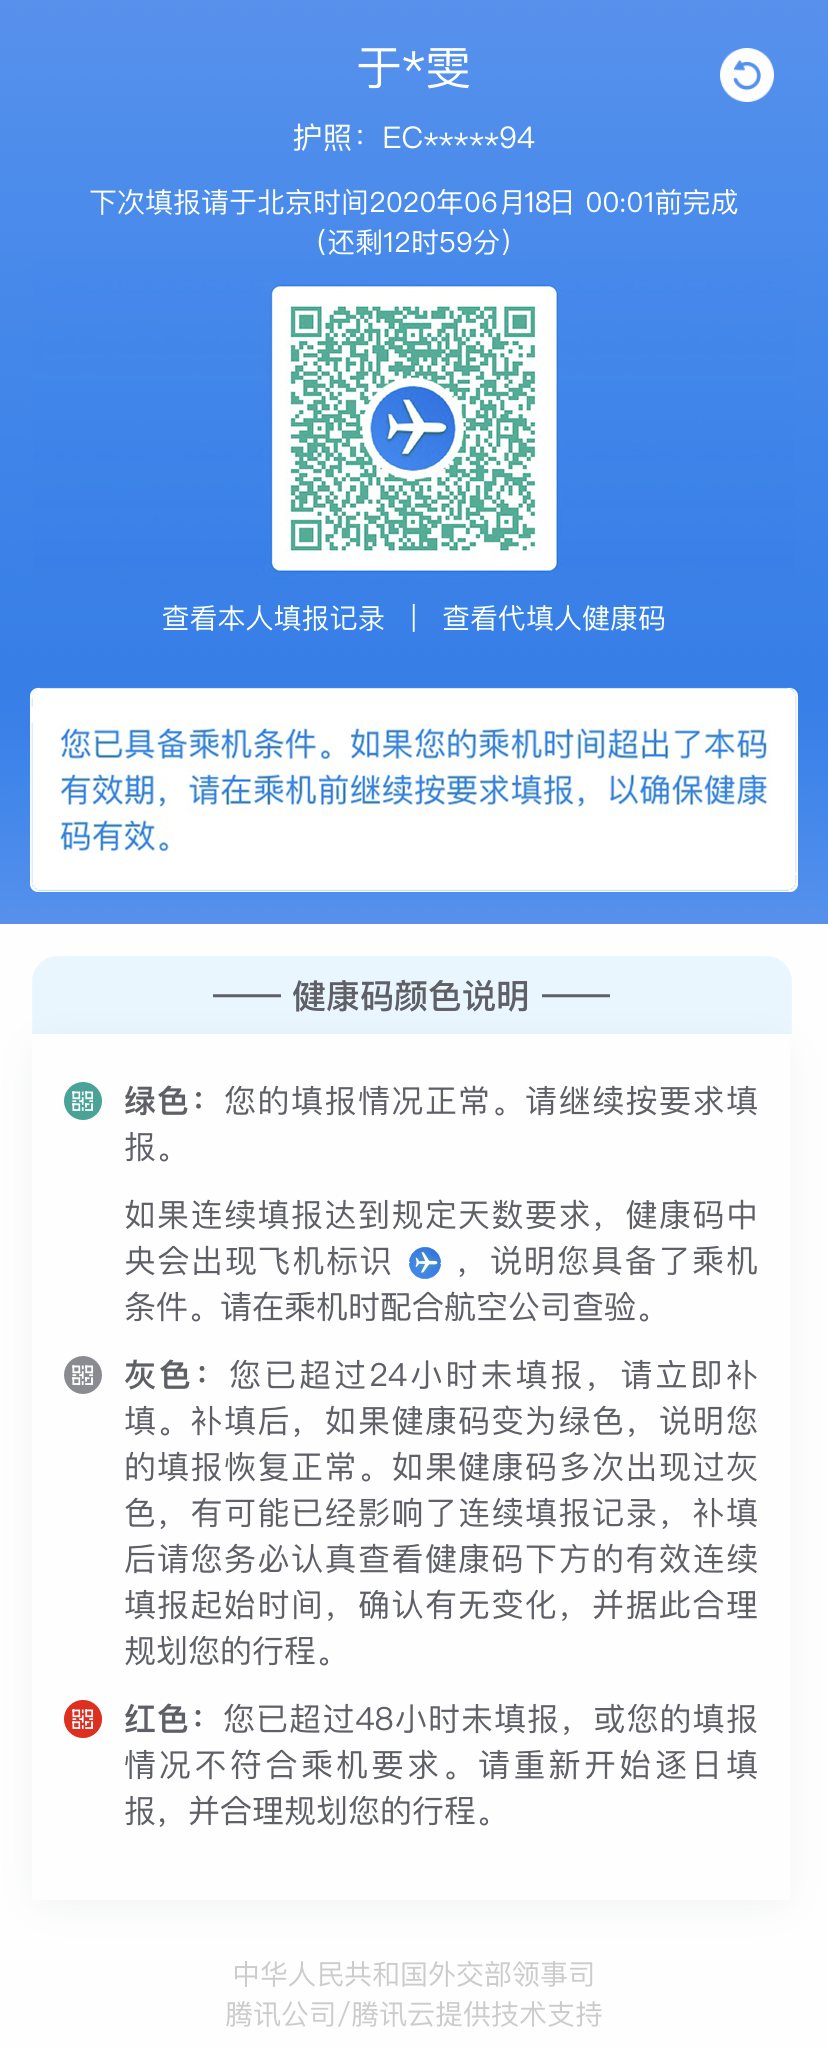 于*雯
护照：EC*****94
下次填报请于北京时间2020年06月18日 00:01前完成
（还剩12时59分）
查看本人填报记录 | 查看代填人健康码
您已具备乘机条件。如果您的乘机时间超出了本码
有效期，请在乘机前继续按要求填报，以确保健康
码有效。
健康码颜色说明
绿色：您的填报情况正常。请继续按要求填
报。
如果连续填报达到规定天数要求，健康码中
央会出现飞机标识 ，说明您具备了乘机
条件。请在乘机时配合航空公司查验。
灰色：您已超过24小时未填报，请立即补
填。补填后，如果健康码变为绿色，说明您
的填报恢复正常。如果健康码多次出现过灰
色，有可能已经影响了连续填报记录，补填
后请您务必认真查看健康码下方的有效连续
填报起始时间，确认有无变化，并据此合理
规划您的行程。
红色：您已超过48小时未填报，或您的填报
情况不符合乘机要求。请重新开始逐日填
报，并合理规划您的行程。
中华人民共和国外交部领事司
腾讯公司/腾讯云提供技术支持